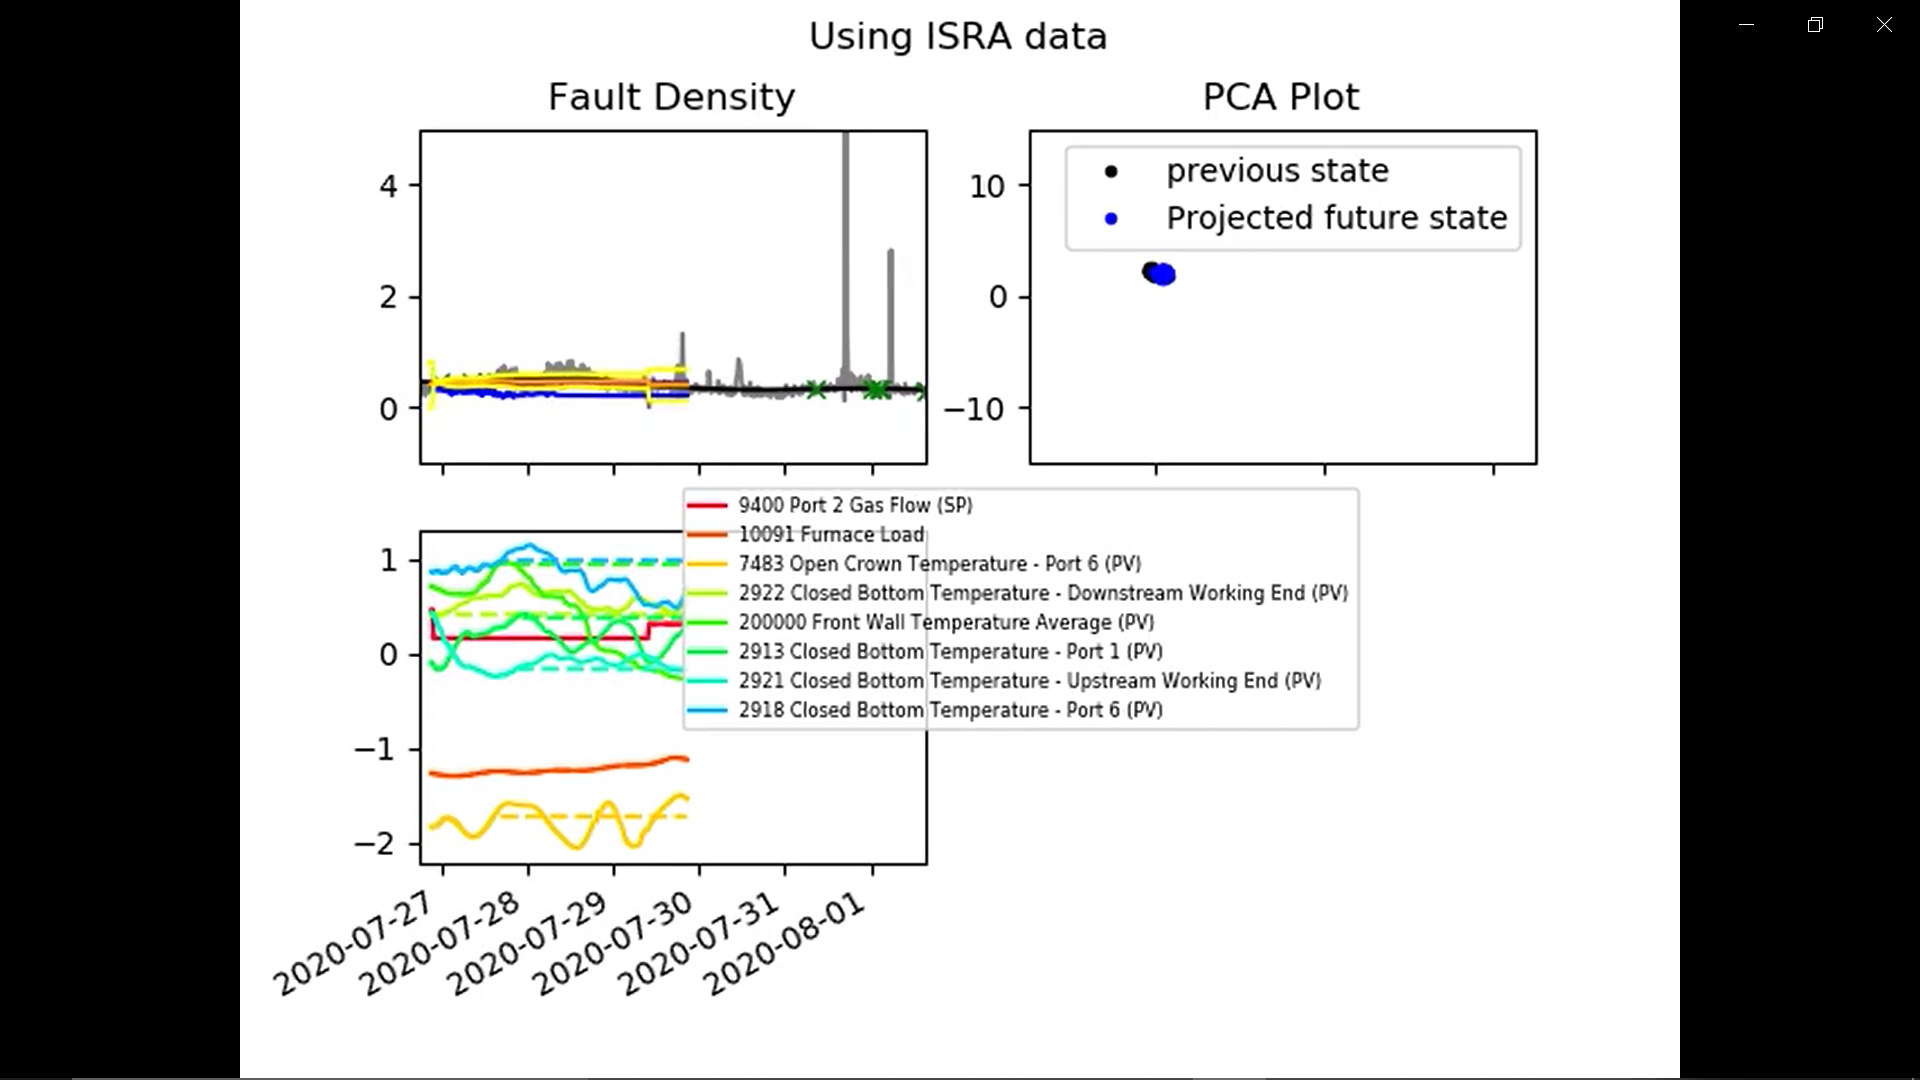 Using ISRA data
Fault Density
4
2
0
PCA Plot
previous state
Projected future state
10
0
−10
9400 Port 2 Gas Flow (SP)
10091 Furnace Load
7483 Open Crown Temperature - Port 6 (PV)
2922 Closed Bottom Temperature - Downstream Working End (PV)
200000 Front Wall Temperature Average (PV)
2913 Closed Bottom Temperature - Port 1 (PV)
2921 Closed Bottom Temperature - Upstream Working End (PV)
2918 Closed Bottom Temperature - Port 6 (PV)
1
0
−1
−2
2020-07-27
2020-07-28
2020-07-29
2020-07-30
2020-07-31
2020-08-01